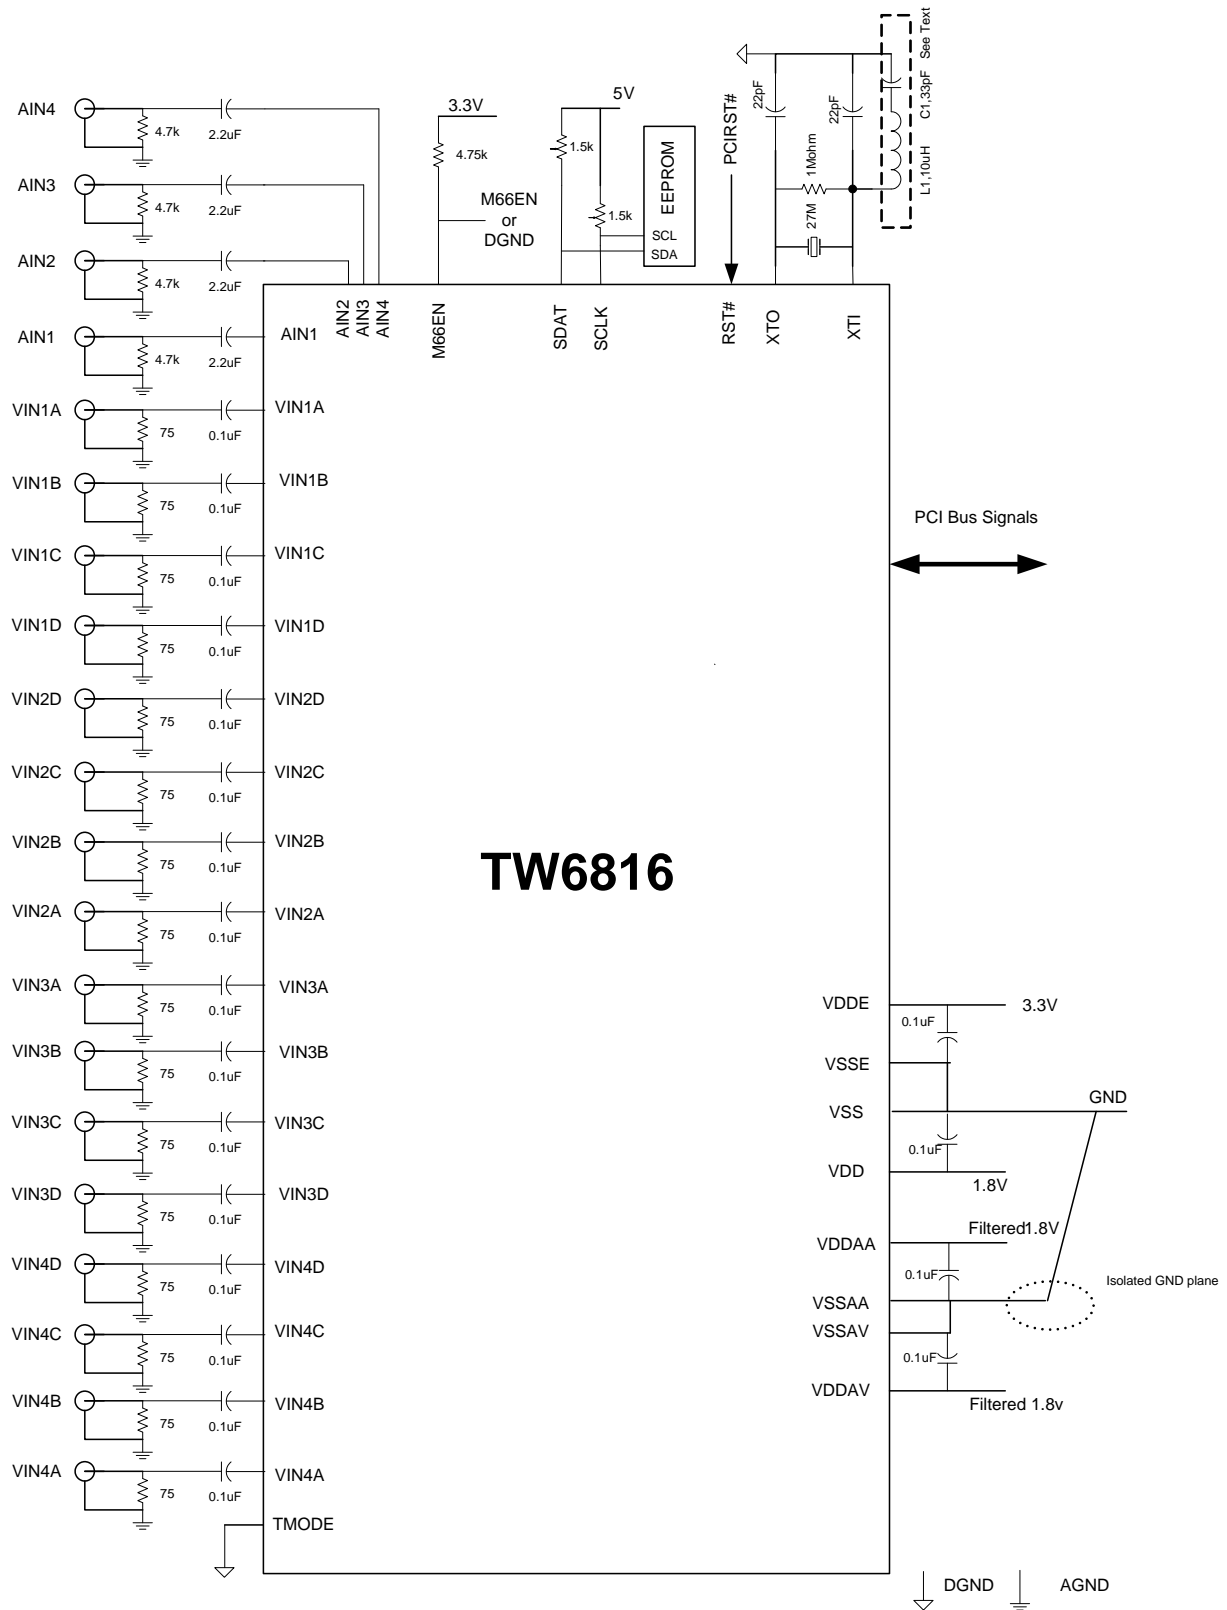 See Text
C1,33pF
L1,10uH
22pF
22pF
1Mohm
27M
PCIRST#
5V
1.5k
1.5k
EEPROM
SCL
SDA
3.3V
4.75k
M66EN
or
DGND
AIN4
4.7k
2.2uF
AIN3
4.7k
2.2uF
AIN2
4.7k
2.2uF
AIN2
AIN3
AIN4
M66EN
SDAT
SCLK
RST#
XTO
XTI
AIN1
4.7k
2.2uF
AIN1
VIN1A
75
0.1uF
VIN1A
VIN1B
75
0.1uF
VIN1B
PCI Bus Signals
VIN1C
75
0.1uF
VIN1C
VIN1D
75
0.1uF
VIN1D
VIN2D
75
0.1uF
VIN2D
VIN2C
75
0.1uF
VIN2C
VIN2B
75
0.1uF
VIN2B
TW6816
VIN2A
75
0.1uF
VIN2A
VIN3A
75
0.1uF
VIN3A
VIN3B
75
0.1uF
VIN3B
VIN3C
75
0.1uF
VIN3C
VIN3D
75
0.1uF
VIN3D
VIN4D
75
0.1uF
VIN4D
VIN4C
75
0.1uF
VIN4C
VIN4B
75
0.1uF
VIN4B
VIN4A
75
0.1uF
VIN4A
TMODE
VDDE
0.1uF
3.3V
VSSE
VSS
GND
0.1uF
VDD
1.8V
VDDAA
Filtered1.8V
0.1uF
Isolated GND plane
VSSAA
VSSAV
0.1uF
VDDAV
Filtered 1.8v
DGND
AGND